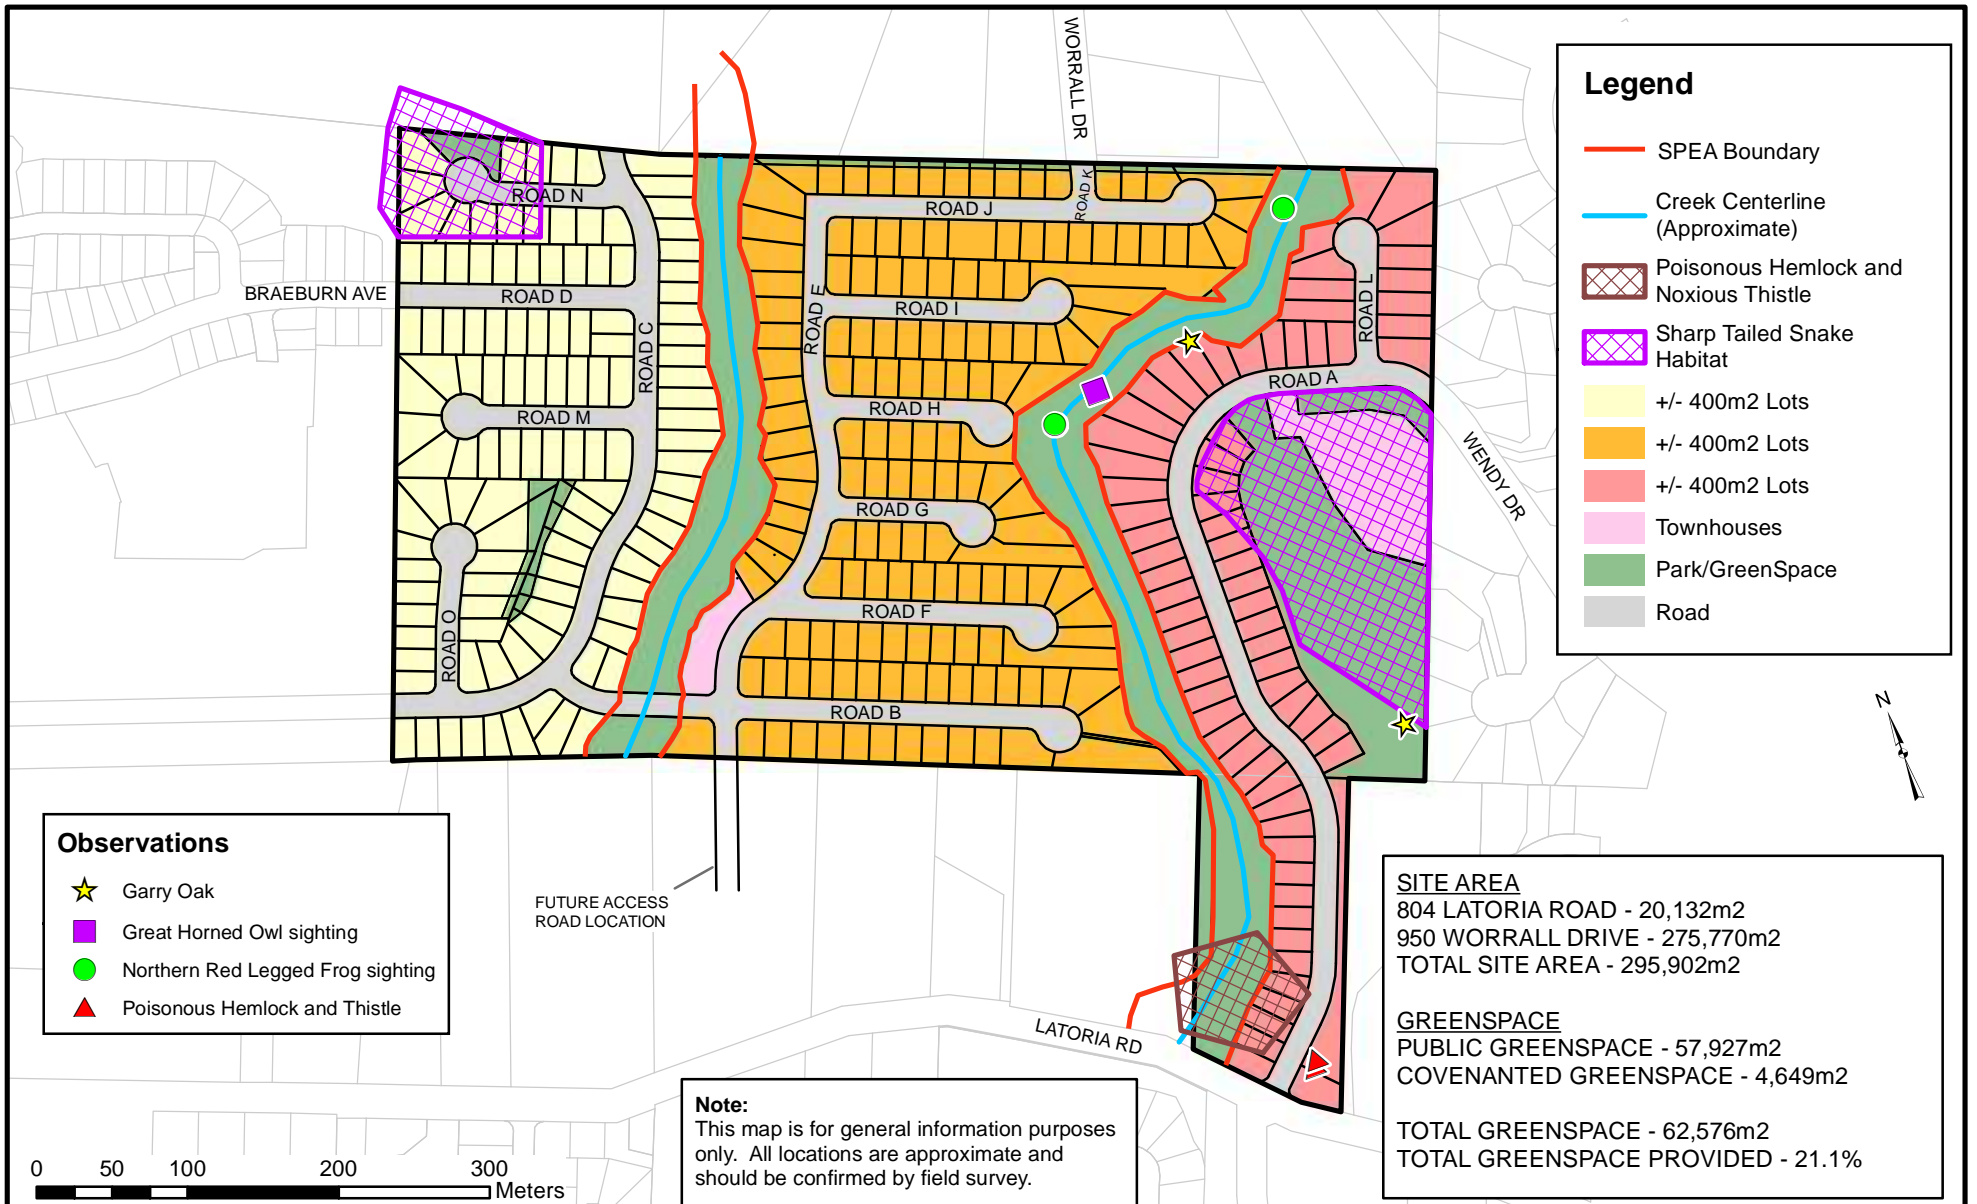 WORRALL DR
Legend
SPEA Boundary
Creek Centerline
(Approximate)
Poisonous Hemlock and
Noxious Thistle
Sharp Tailed Snake
Habitat
+/- 400m2 Lots
+/- 400m2 Lots
+/- 400m2 Lots
Townhouses
Park/GreenSpace
Road
ROAD N
ROAD K
ROAD J
BRAEBURN AVE
ROAD D
ROAD C
ROAD E
ROAD I
ROAD L
ROAD A
ROAD M
ROAD H
WENDY DR
ROAD G
ROAD O
ROAD F
ROAD B
N
Observations
Garry Oak
Great Horned Owl sighting
Northern Red Legged Frog sighting
Poisonous Hemlock and Thistle
FUTURE ACCESS
ROAD LOCATION
LATORIA RD
SITE AREA
804 LATORIA ROAD - 20,132m2
950 WORRALL DRIVE - 275,770m2
TOTAL SITE AREA - 295,902m2
GREENSPACE
PUBLIC GREENSPACE - 57,927m2
COVENANTED GREENSPACE - 4,649m2
TOTAL GREENSPACE - 62,576m2
TOTAL GREENSPACE PROVIDED - 21.1%
Note:
This map is for general information purposes
only. All locations are approximate and
should be confirmed by field survey.
0 50 100 200 300
Meters